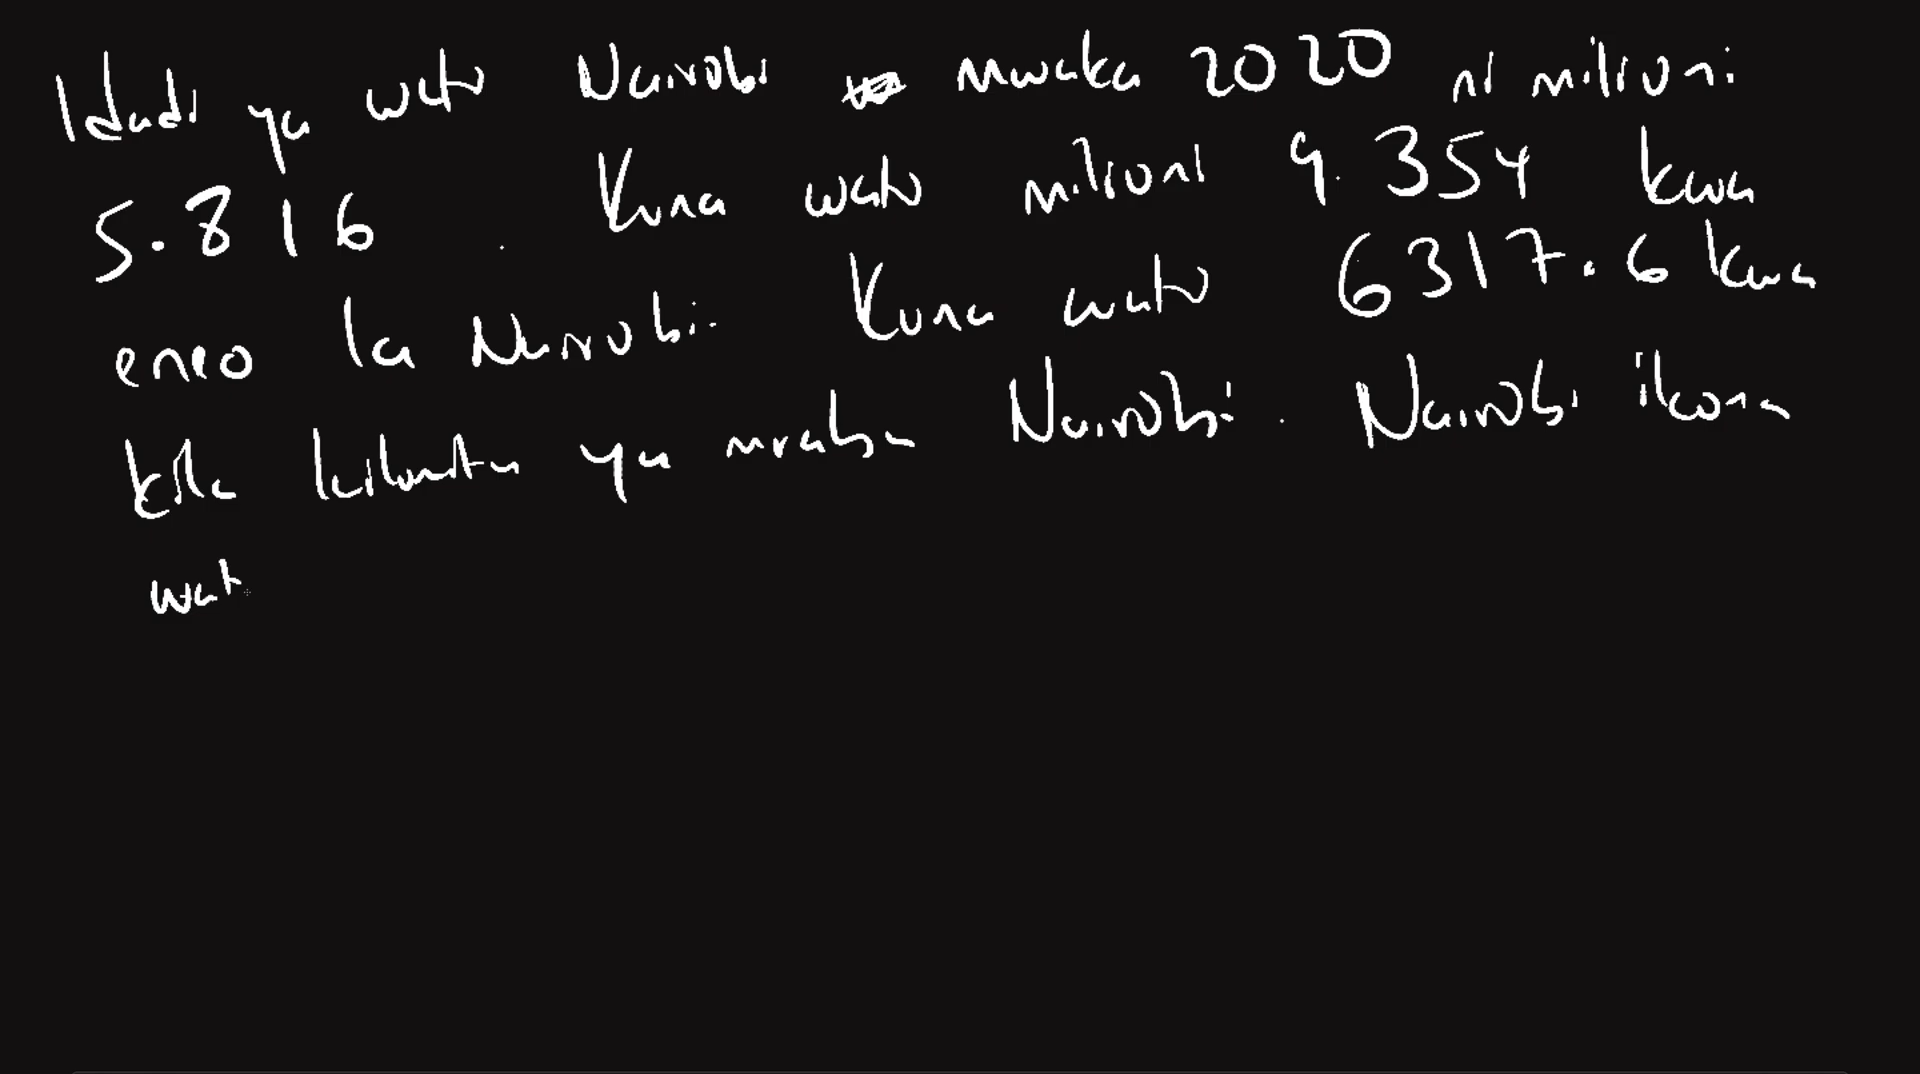 Idadi ya watu Nairobi mwaka 2020 ni milioni
5.816 . Kuna watu milioni 9.354 kwa
eneo la Nairobi. Kuna watu 6317.6 kwa
kila kilomita ya mraba Nairobi. Nairobi ikona
wat